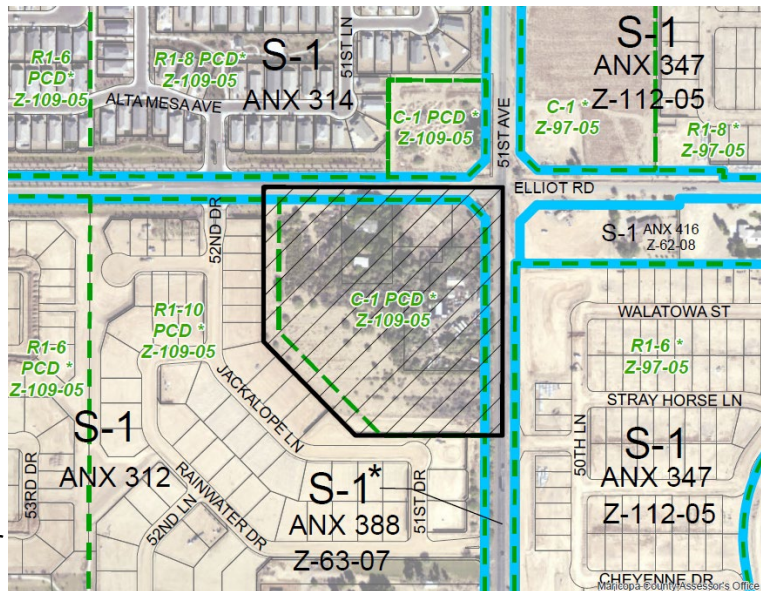 R1-6
PCD*
Z-109-05
R1-8 PCD*
Z-109-05
S-1
ANX 314
51ST LN
ALTA MESA AVE
C-1 PCD *
Z-109-05
51ST AVE
S-1
ANX 347
Z-112-05
C-1 *
Z-97-05
R1-8 *
Z-97-05
ELLIOT RD
52ND DR
S-1 ANX 416
Z-62-08
C-1 PCD *
Z-109-05
R1-10
PCD *
Z-109-05
R1-6
PCD *
Z-109-05
WALATOWA ST
R1-6 *
Z-97-05
STRAY HORSE LN
JACKALOPE LN
S-1
ANX 312
53RD DR
RAINWATER DR
52ND LN
S-1*
ANX 388
Z-63-07
51ST DR
50TH LN
S-1
ANX 347
Z-112-05
CHEYENNE DR
Maricopa County Assessor's Office